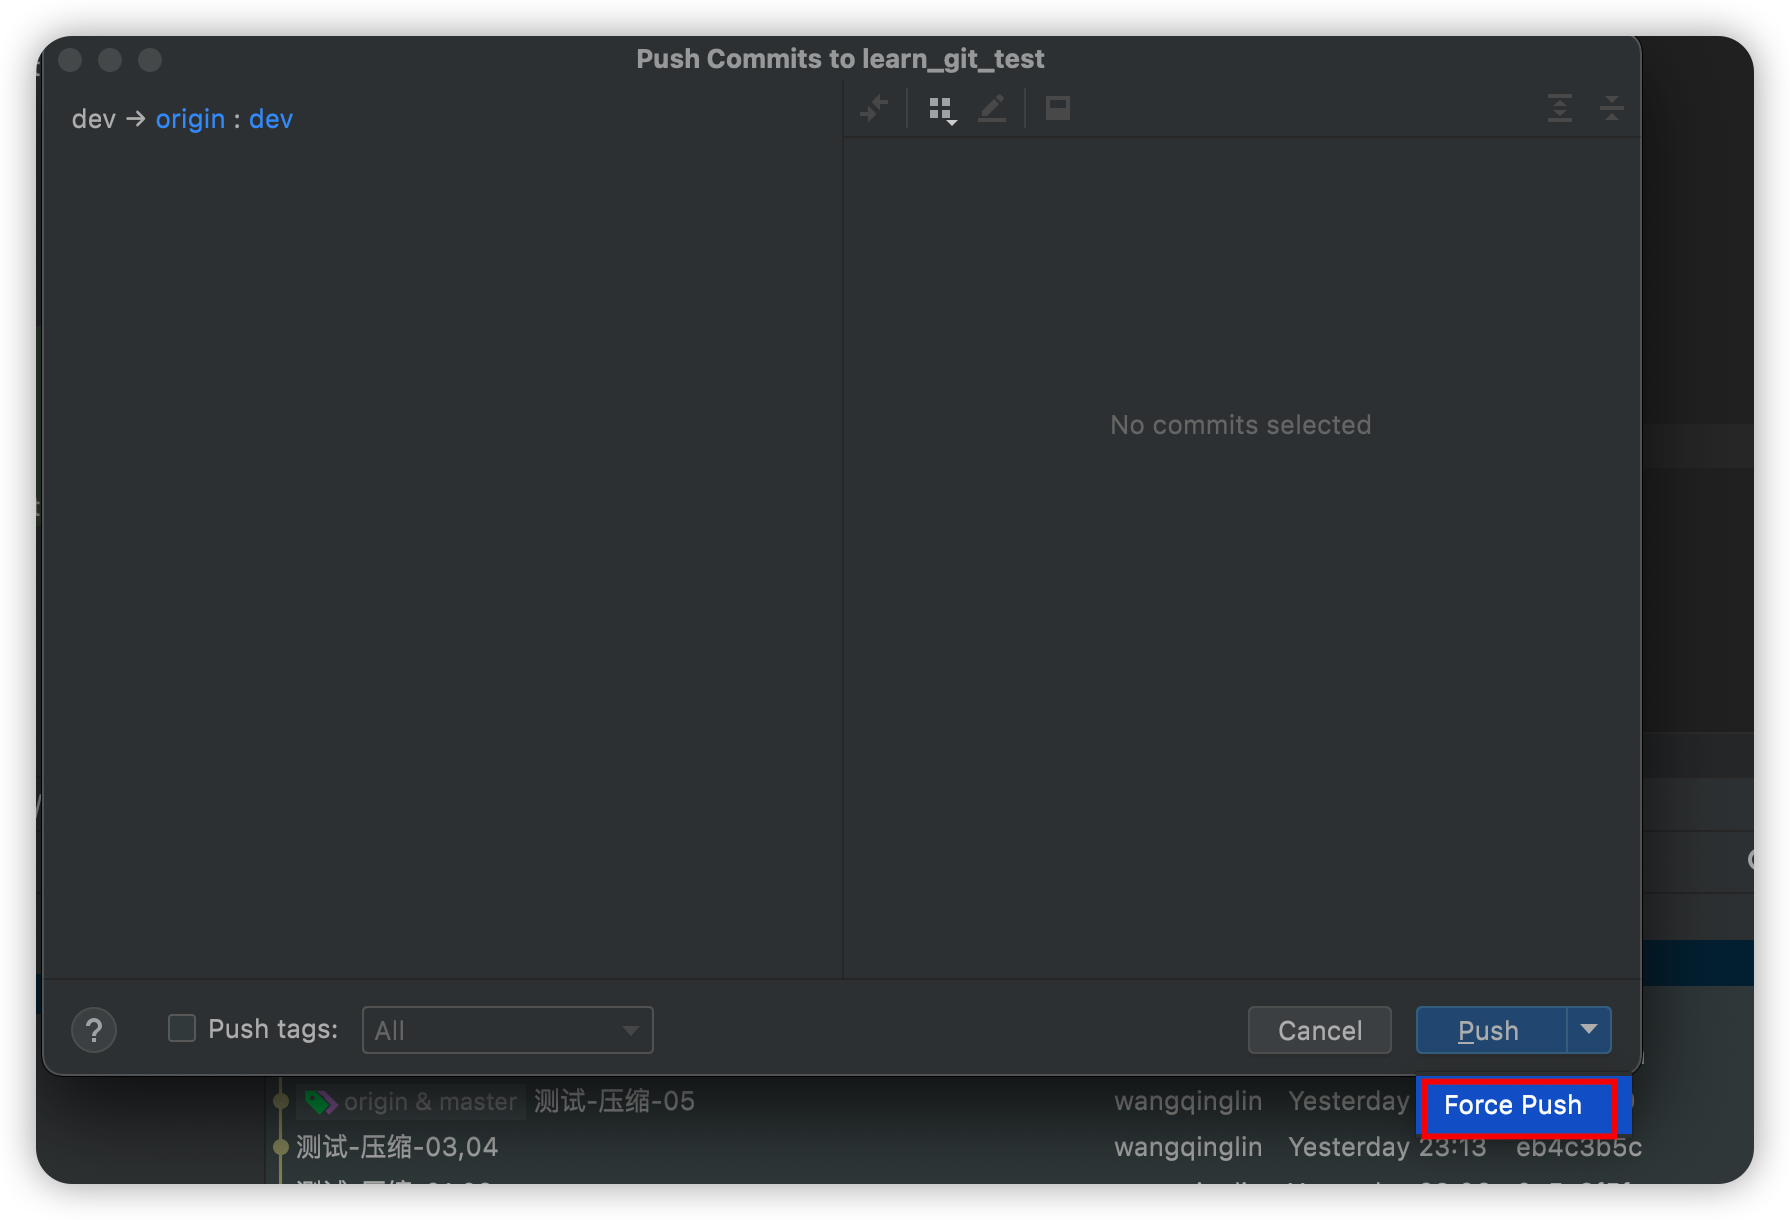 Push Commits to learn_git_test
dev → origin : dev
No commits selected
? Push tags: All Cancel Push
Force Push
origin & master 测试-压缩-05 wangqinglin Yesterday
测试-压缩-03,04 wangqinglin Yesterday 23:13 eb4c3b5c